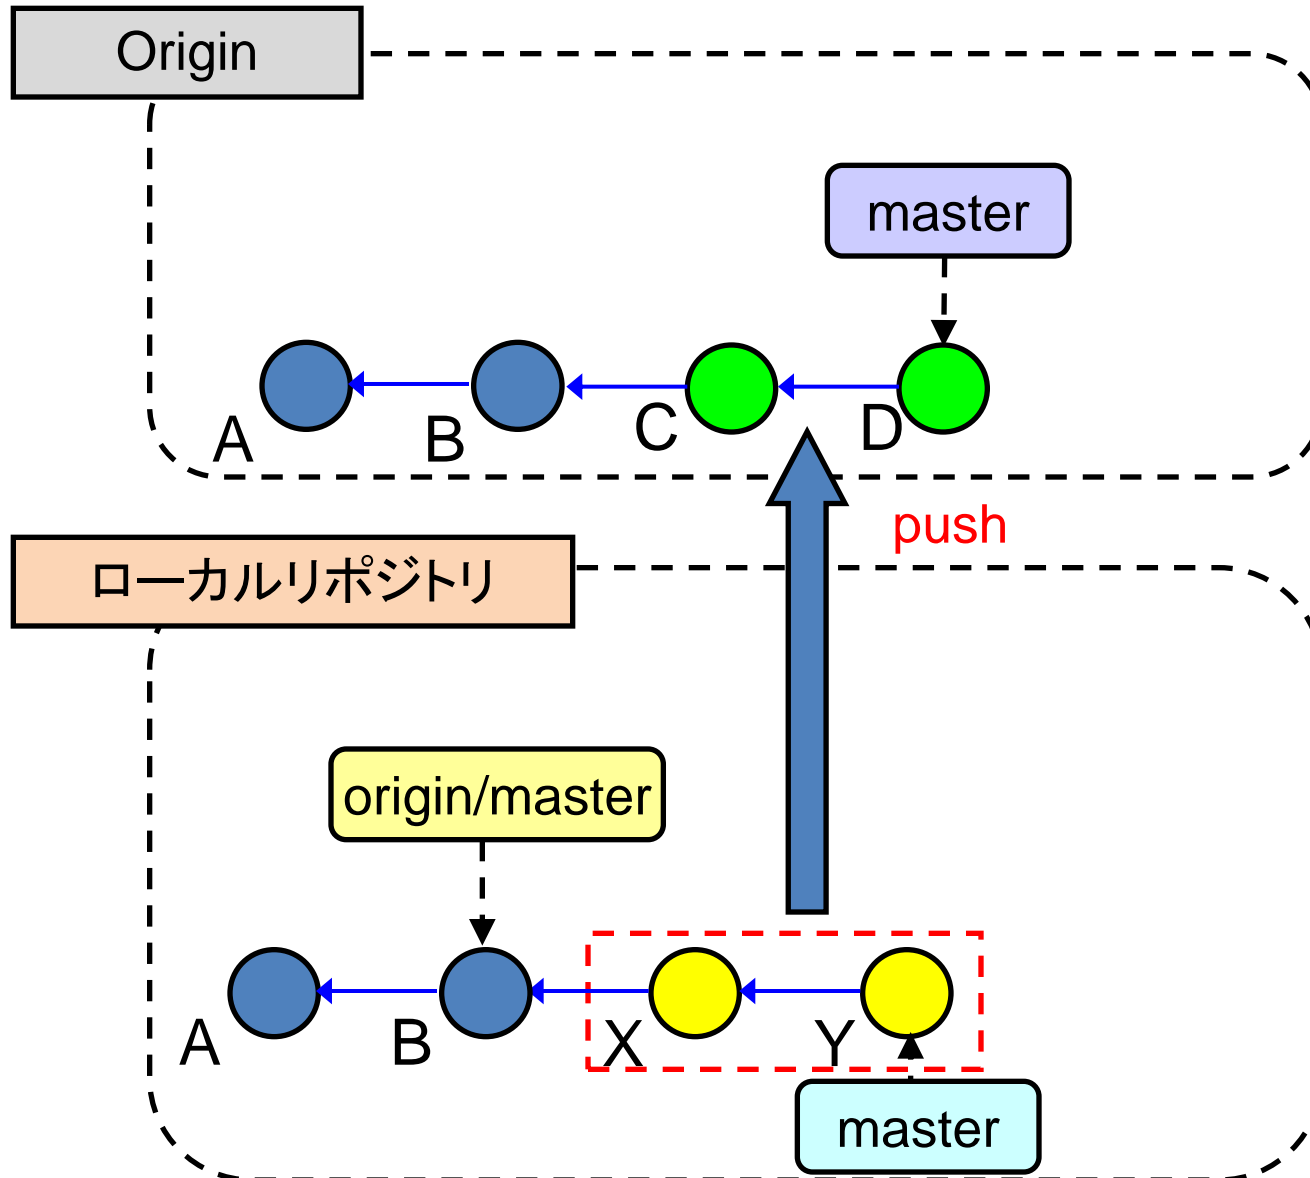 Origin
master
A
B
C
D
push
ローカルリポジトリ
origin/master
A
B
X
Y
master